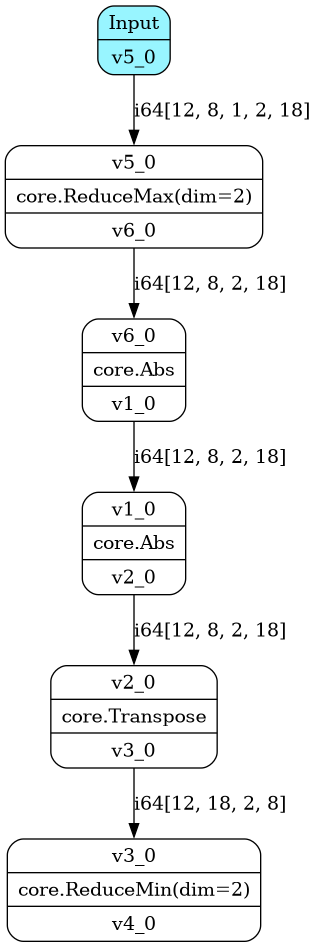 Input
v5_0
i64[12, 8, 1, 2, 18]
v5_0
core.ReduceMax(dim=2)
v6_0
i64[12, 8, 2, 18]
v6_0
core.Abs
v1_0
i64[12, 8, 2, 18]
v1_0
core.Abs
v2_0
i64[12, 8, 2, 18]
v2_0
core.Transpose
v3_0
i64[12, 18, 2, 8]
v3_0
core.ReduceMin(dim=2)
v4_0